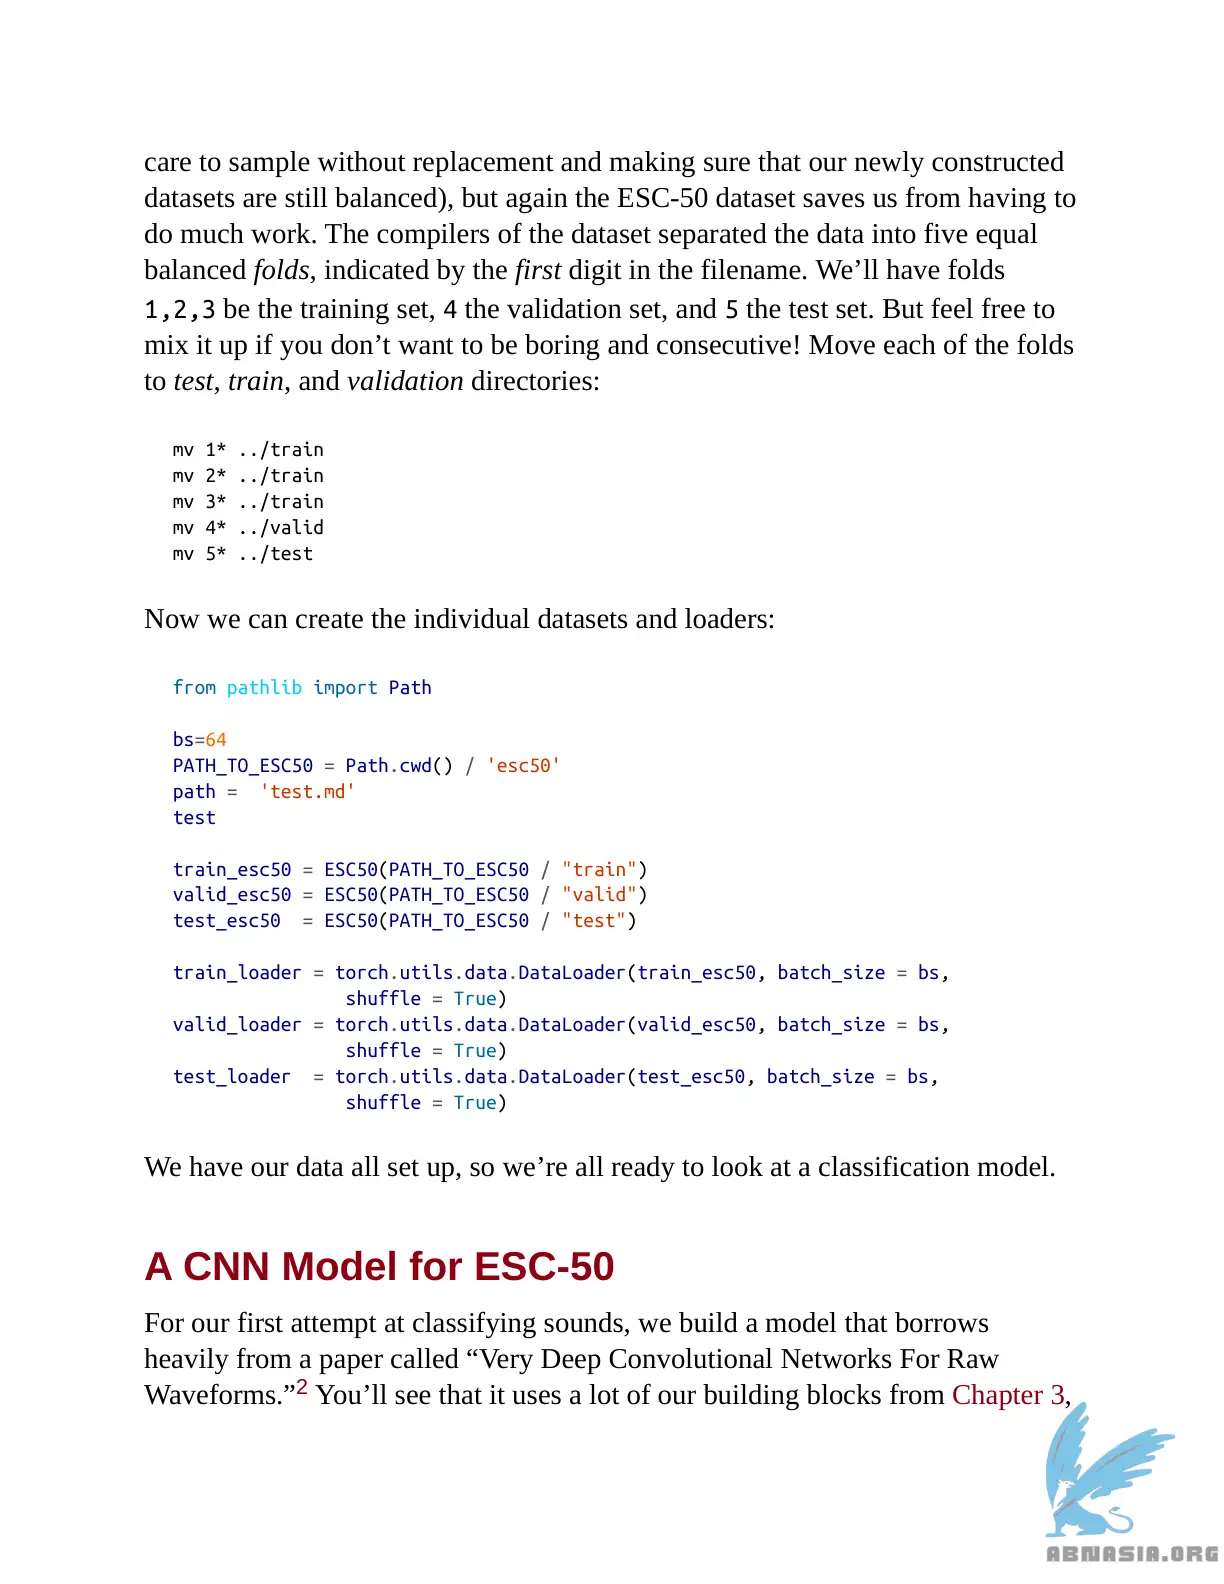 care to sample without replacement and making sure that our newly constructed
datasets are still balanced), but again the ESC-50 dataset saves us from having to
do much work. The compilers of the dataset separated the data into five equal
balanced folds, indicated by the first digit in the filename. We’ll have folds
1,2,3 be the training set, 4 the validation set, and 5 the test set. But feel free to
mix it up if you don’t want to be boring and consecutive! Move each of the folds
to test, train, and validation directories:
mv 1* ../train
mv 2* ../train
mv 3* ../train
mv 4* ../valid
mv 5* ../test
Now we can create the individual datasets and loaders:
from pathlib import Path
bs=64
PATH_TO_ESC50 = Path.cwd() / 'esc50'
path =  'test.md'
test
train_esc50 = ESC50(PATH_TO_ESC50 / "train")
valid_esc50 = ESC50(PATH_TO_ESC50 / "valid")
test_esc50  = ESC50(PATH_TO_ESC50 / "test")
train_loader = torch.utils.data.DataLoader(train_esc50, batch_size = bs,
                shuffle = True)
valid_loader = torch.utils.data.DataLoader(valid_esc50, batch_size = bs,
                shuffle = True)
test_loader  = torch.utils.data.DataLoader(test_esc50, batch_size = bs,
                shuffle = True)
We have our data all set up, so we’re all ready to look at a classification model.
A CNN Model for ESC-50
For our first attempt at classifying sounds, we build a model that borrows
heavily from a paper called “Very Deep Convolutional Networks For Raw
Waveforms.”2 You’ll see that it uses a lot of our building blocks from Chapter 3,
ABNASIA.ORG